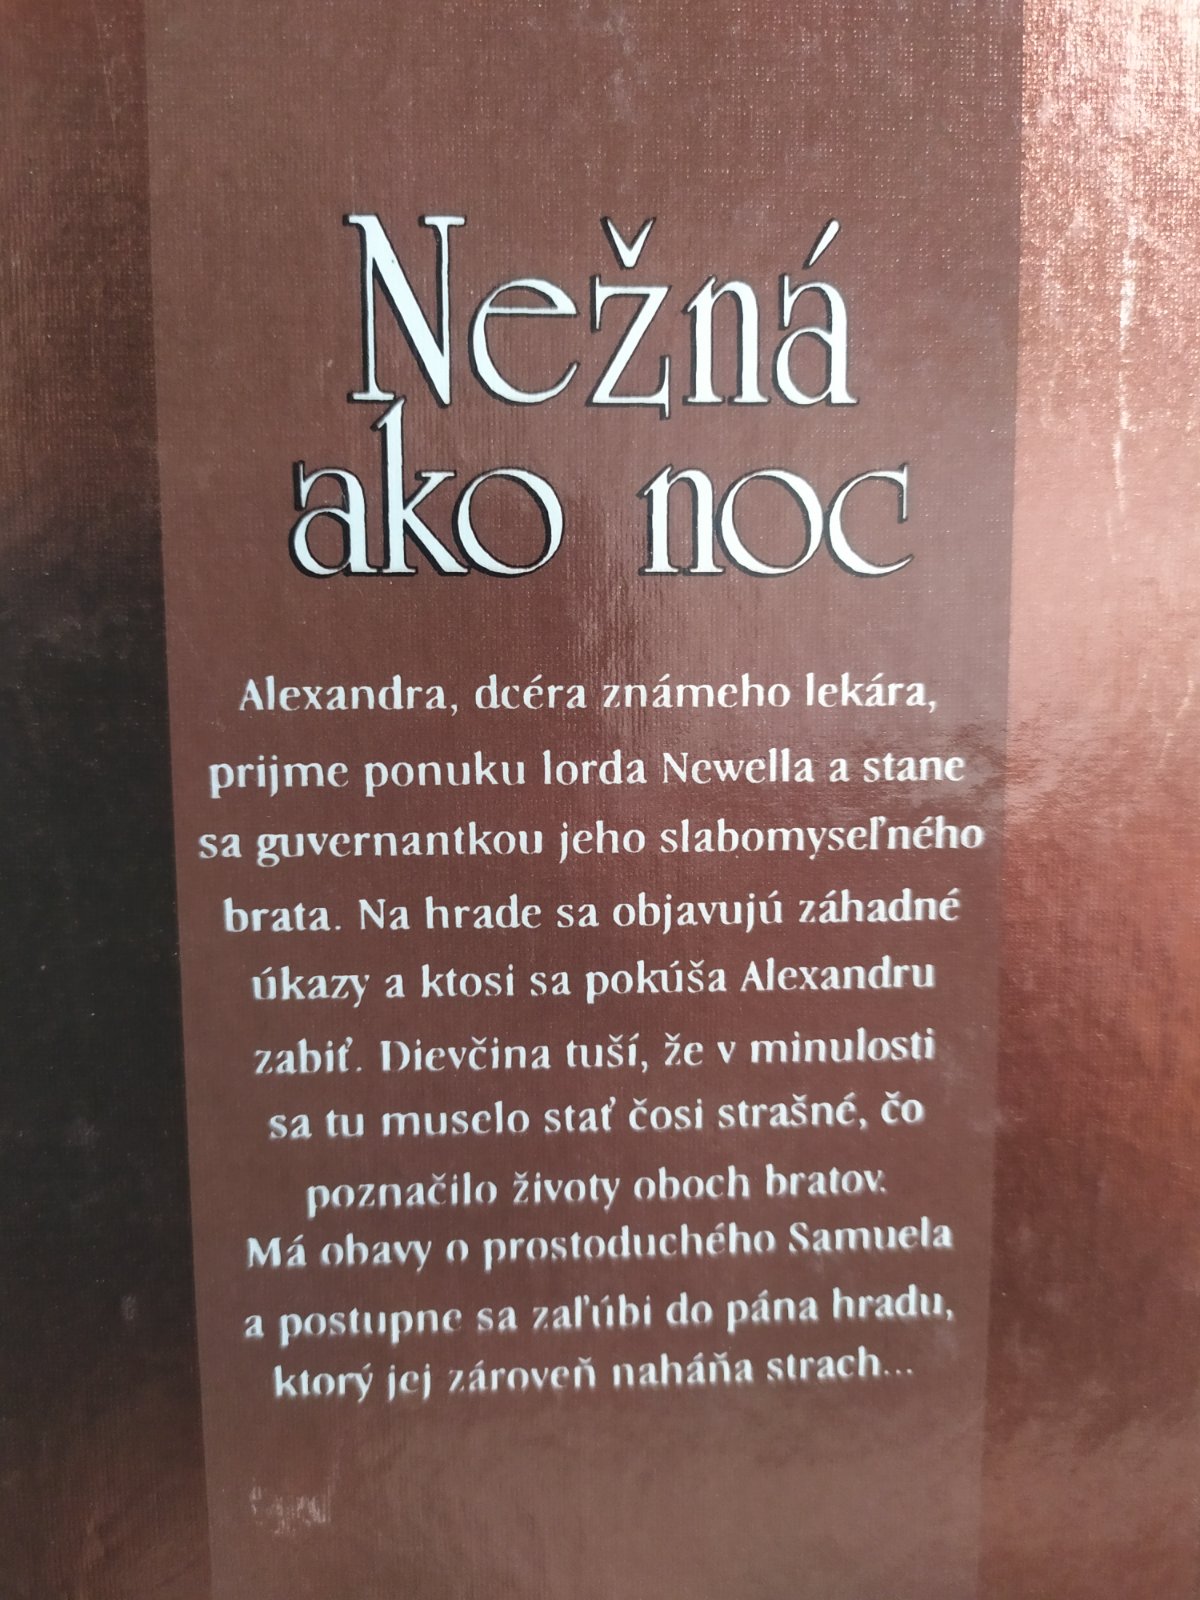 Nežná
ako noc
Alexandra, dcéra známeho lekára,
prijme ponuku lorda Newella a stane
sa guvernantkou jeho slabomyseľného
brata. Na hrade sa objavujú záhadné
úkazy a ktosi sa pokúša Alexandru
zabiť. Dievčina tuší, že v minulosti
sa tu muselo stať čosi strašné, čo
poznačilo životy oboch bratov.
Má obavy o prostoduchého Samuela
a postupne sa zaľúbi do pána hradu,
ktorý jej zároveň naháňa strach...